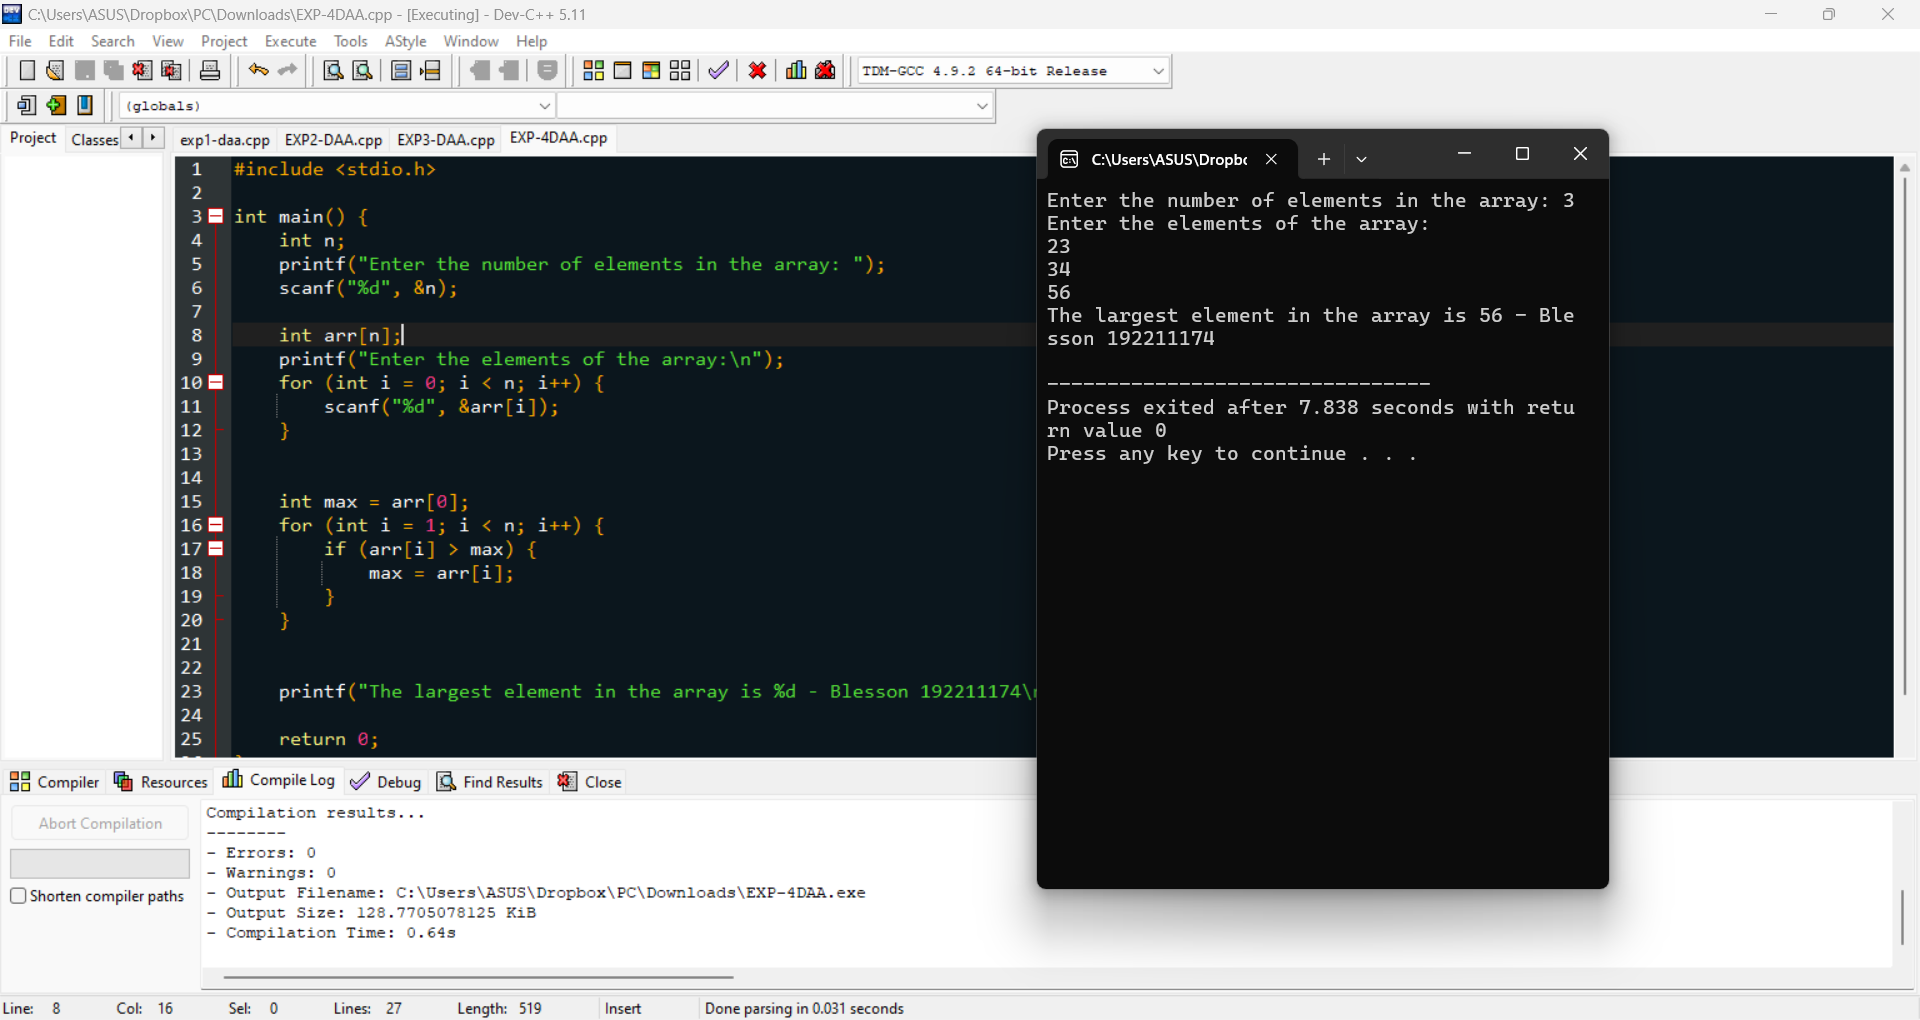 C:\Users\ASUS\Dropbox\PC\Downloads\EXP-4DAA.cpp - [Executing] - Dev-C++ 5.11
File Edit Search View Project Execute Tools AStyle Window Help
TDM-GCC 4.9.2 64-bit Release
(globals)
Project Classes exp1-daa.cpp EXP2-DAA.cpp EXP3-DAA.cpp EXP-4DAA.cpp
1 #include <stdio.h>
2
3 int main() {
4 int n;
5 printf("Enter the number of elements in the array: ");
6 scanf("%d", &n);
7
8 int arr[n];
9 printf("Enter the elements of the array:\n");
10 for (int i = 0; i < n; i++) {
11 scanf("%d", &arr[i]);
12 }
13
14
15 int max = arr[0];
16 for (int i = 1; i < n; i++) {
17 if (arr[i] > max) {
18 max = arr[i];
19 }
20 }
21
22
23 printf("The largest element in the array is %d - Blesson 192211174\
24
25 return 0;
C:\Users\ASUS\Dropbo
Enter the number of elements in the array: 3
Enter the elements of the array:
23
34
56
The largest element in the array is 56 - Ble
sson 192211174
--------------------------------
Process exited after 7.838 seconds with retu
rn value 0
Press any key to continue . . .
Compiler Resources Compile Log Debug Find Results Close
Abort Compilation
Shorten compiler paths
Compilation results...
--------
- Errors: 0
- Warnings: 0
- Output Filename: C:\Users\ASUS\Dropbox\PC\Downloads\EXP-4DAA.exe
- Output Size: 128.7705078125 KiB
- Compilation Time: 0.64s
Line: 8 Col: 16 Sel: 0 Lines: 27 Length: 519 Insert Done parsing in 0.031 seconds